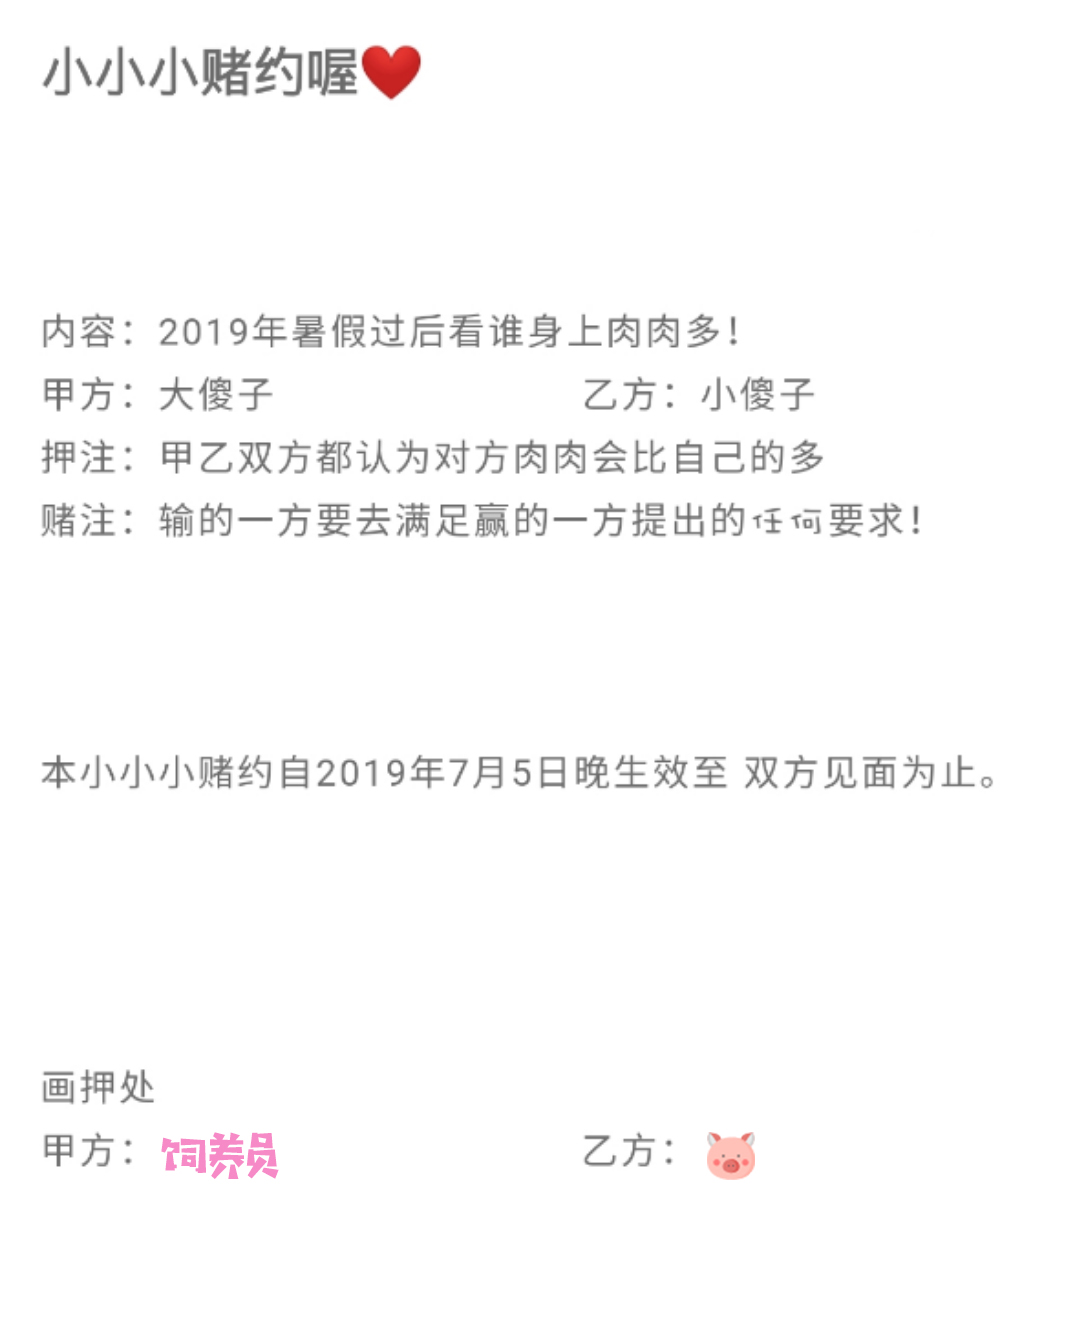 小小小赌约喔❤️
内容：2019年暑假过后看谁身上肉肉多！
甲方：大傻子 乙方：小傻子
押注：甲乙双方都认为对方肉肉会比自己的多
赌注：输的一方要去满足赢的一方提出的任何要求！
本小小小赌约自2019年7月5日晚生效至 双方见面为止。
画押处
甲方：饲养员 乙方：🐷